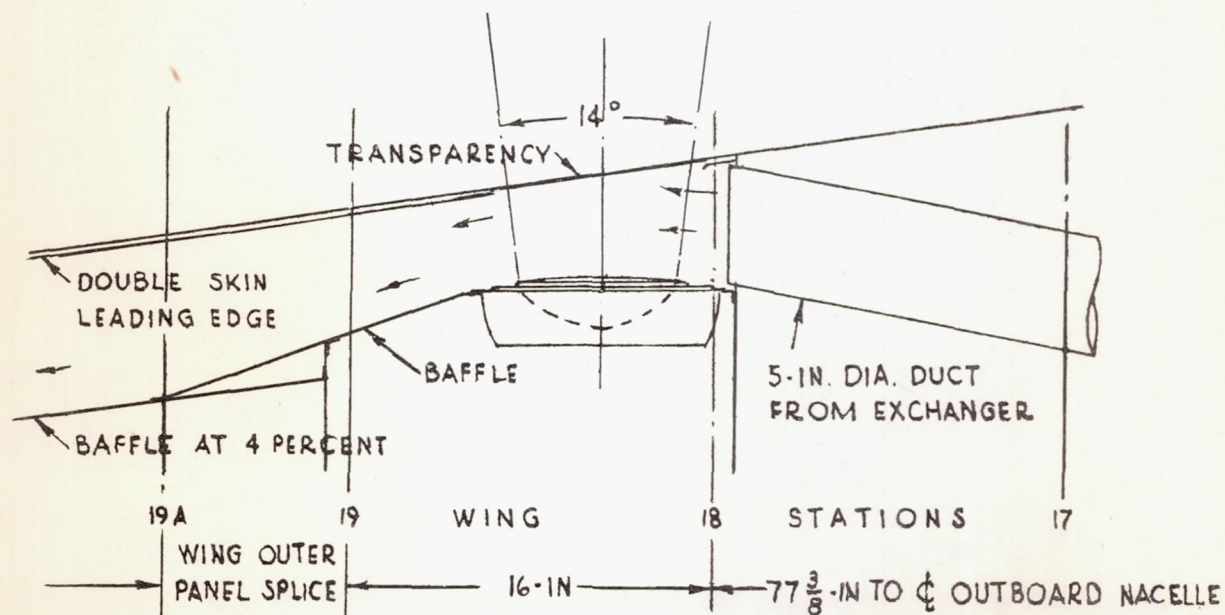 14°
TRANSPARENCY
DOUBLE SKIN
LEADING EDGE
BAFFLE
5-IN. DIA. DUCT
FROM EXCHANGER
BAFFLE AT 4 PERCENT
19A 19 WING 18 STATIONS 17
WING OUTER
PANEL SPLICE
16-IN
77 3/8-IN TO ℄ OUTBOARD NACELLE